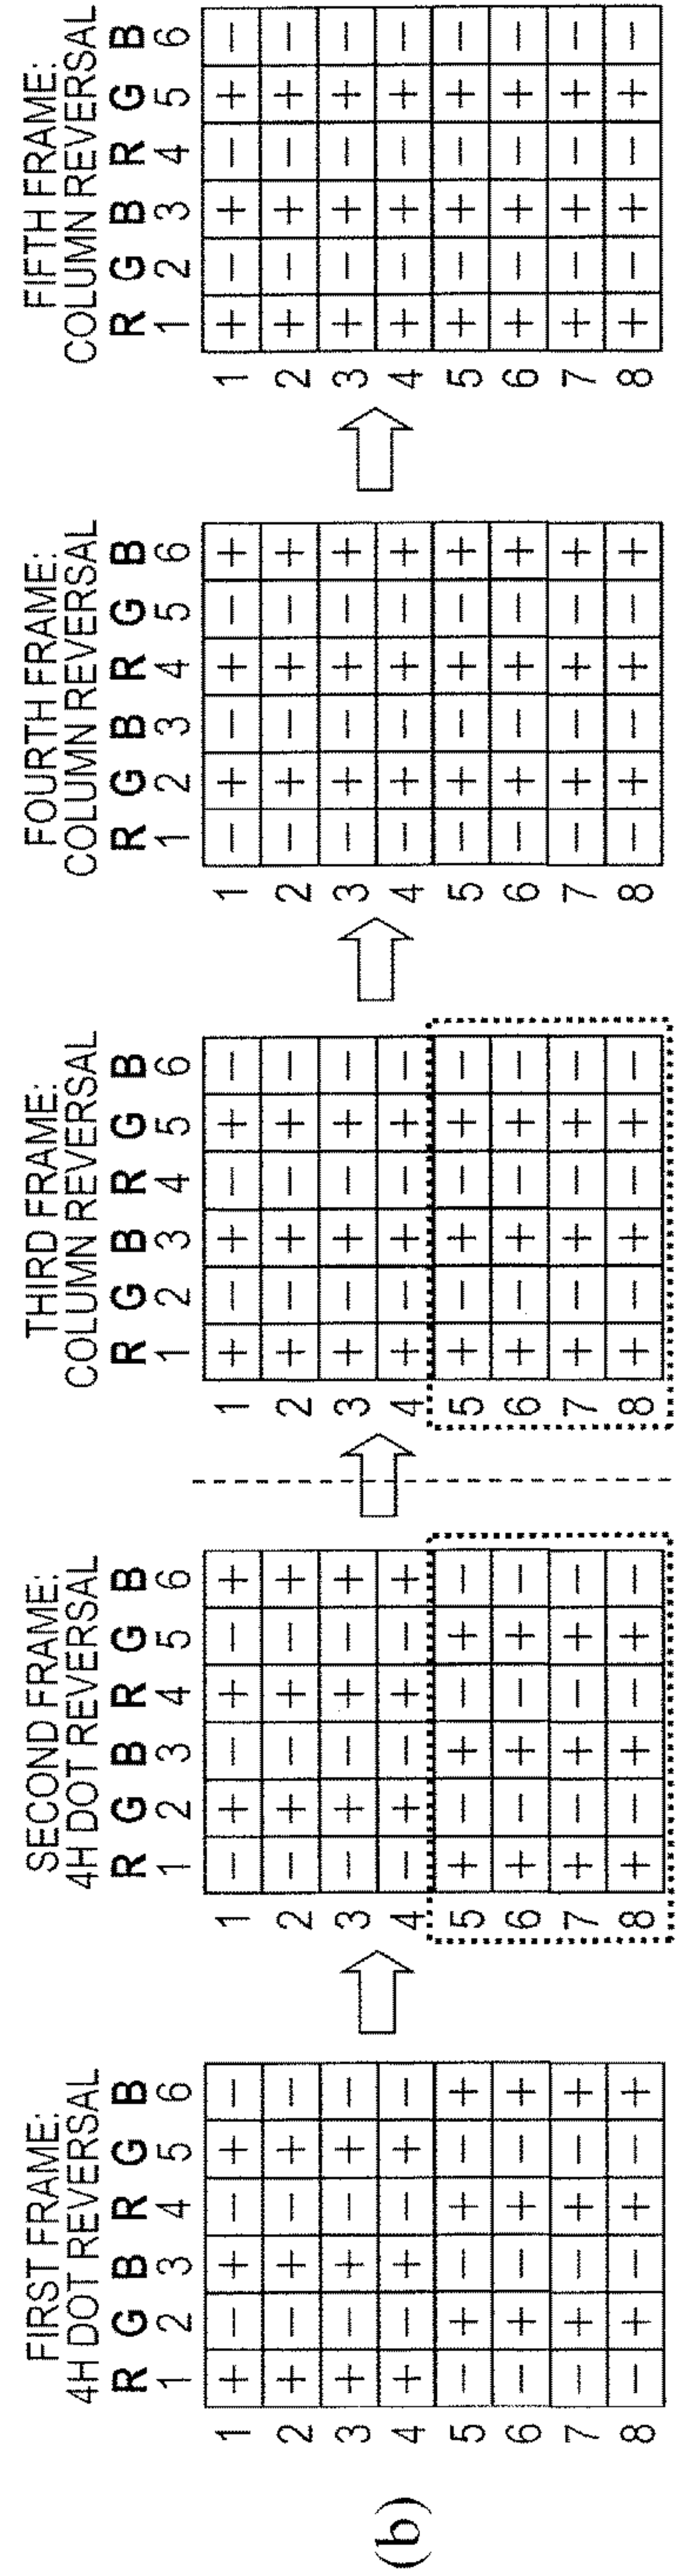 (b)
FIRST FRAME:
4H DOT REVERSAL
R G B R G B
1 2 3 4 5 6
1 + − + − + −
2 + − + − + −
3 + − + − + −
4 + − + − + −
5 − + − + − +
6 − + − + − +
7 − + − + − +
8 − + − + − +
SECOND FRAME:
4H DOT REVERSAL
R G B R G B
1 2 3 4 5 6
1 − + − + − +
2 − + − + − +
3 − + − + − +
4 − + − + − +
5 + − + − + −
6 + − + − + −
7 + − + − + −
8 + − + − + −
THIRD FRAME:
COLUMN REVERSAL
R G B R G B
1 2 3 4 5 6
1 + − + − + −
2 + − + − + −
3 + − + − + −
4 + − + − + −
5 + − + − + −
6 + − + − + −
7 + − + − + −
8 + − + − + −
FOURTH FRAME:
COLUMN REVERSAL
R G B R G B
1 2 3 4 5 6
1 − + − + − +
2 − + − + − +
3 − + − + − +
4 − + − + − +
5 − + − + − +
6 − + − + − +
7 − + − + − +
8 − + − + − +
FIFTH FRAME:
COLUMN REVERSAL
R G B R G B
1 2 3 4 5 6
1 + − + − + −
2 + − + − + −
3 + − + − + −
4 + − + − + −
5 + − + − + −
6 + − + − + −
7 + − + − + −
8 + − + − + −